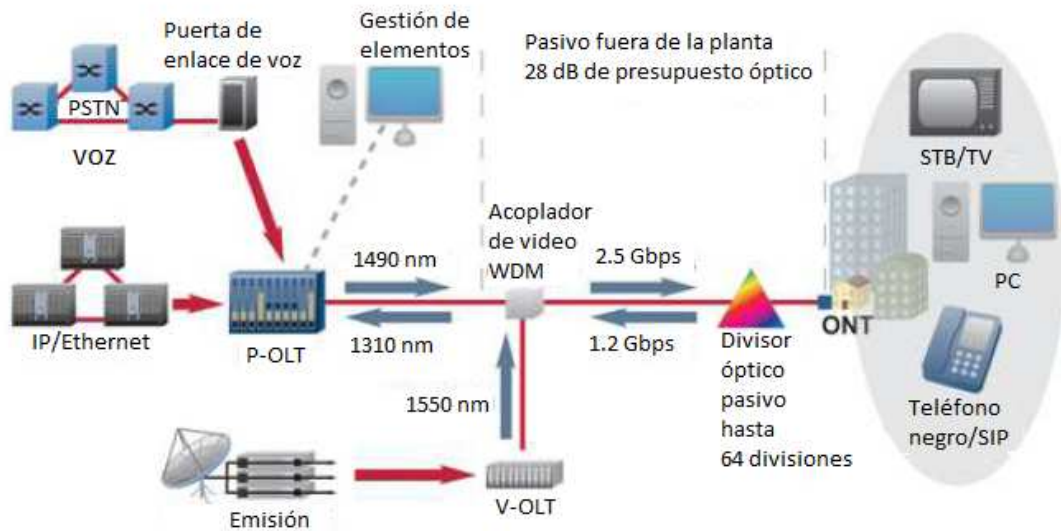 Puerta de
enlace de voz
Gestión de
elementos
Pasivo fuera de la planta
28 dB de presupuesto óptico
PSTN
VOZ
STB/TV
Acoplador
de video
WDM
1490 nm
2.5 Gbps
PC
IP/Ethernet
P-OLT
1310 nm
1.2 Gbps
ONT
Divisor
óptico
pasivo
hasta
64 divisiones
1550 nm
Teléfono
negro/SIP
V-OLT
Emisión